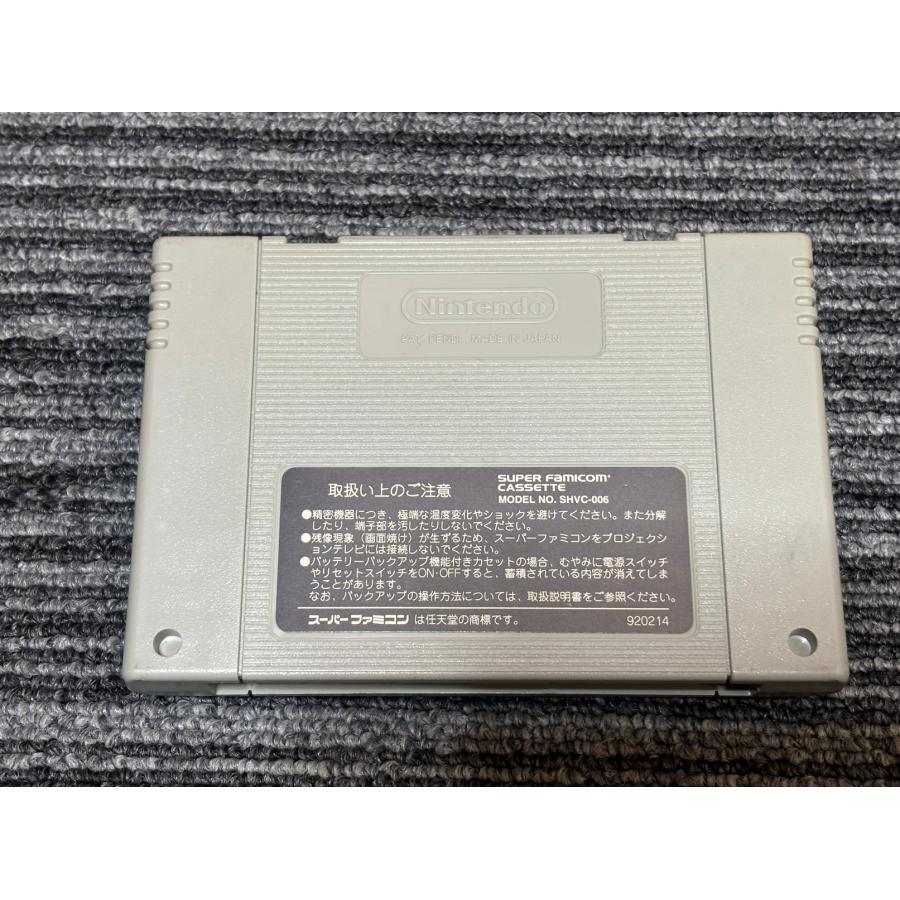 Nintendo
PAT. PEND. MADE IN JAPAN
取扱い上のご注意
SUPER FAMICOM
CASSETTE
MODEL NO. SHVC-006
●精密機器につき、極端な温度変化やショックを避けてください。また分解
したり、端子部を汚したりしないでください。
●残像現象（画面焼け）が生ずるため、スーパーファミコンをプロジェクシ
ョンテレビには接続しないでください。
●バッテリーバックアップ機能付きカセットの場合、むやみに電源スイッチ
やリセットスイッチをON・OFFすると、蓄積されている内容が消えてしま
うことがあります。
なお、バックアップの操作方法については、取扱説明書をご参照ください。
スーパーファミコン は任天堂の商標です。
920214